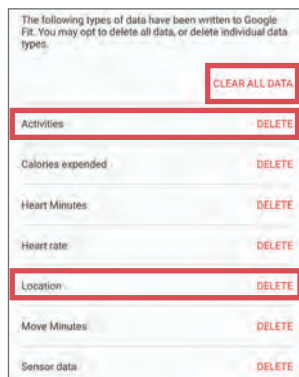 The following types of data have been written to Google
Fit. You may opt to delete all data, or delete individual data
types.
CLEAR ALL DATA
Activities DELETE
Calories expended DELETE
Heart Minutes DELETE
Heart rate DELETE
Location DELETE
Move Minutes DELETE
Sensor data DELETE